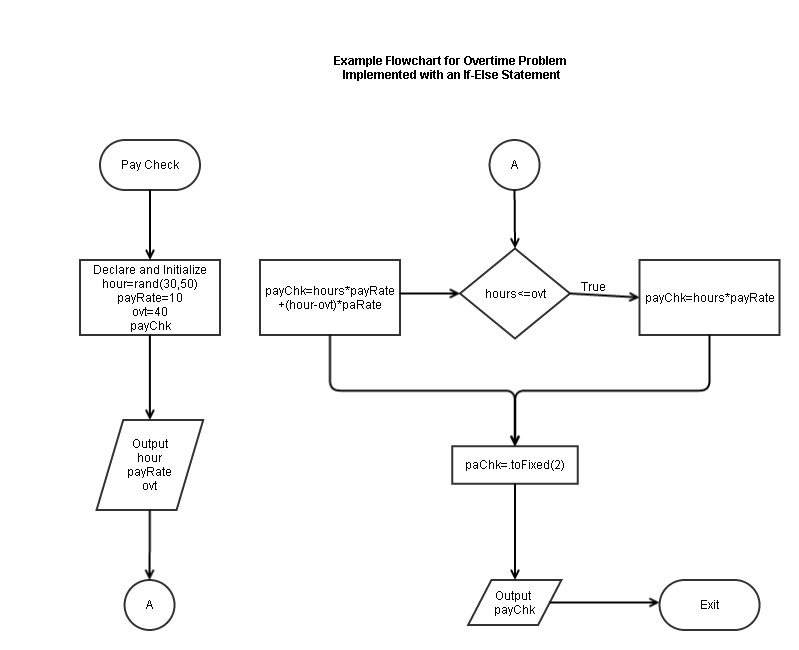 Example Flowchart for Overtime Problem
Implemented with an If-Else Statement
Pay Check
Declare and Initialize
hour=rand(30,50)
payRate=10
ovt=40
payChk
Output
hour
payRate
ovt
A
A
payChk=hours*payRate
+(hour-ovt)*paRate
hours<=ovt
True
payChk=hours*payRate
paChk=.toFixed(2)
Output
payChk
Exit